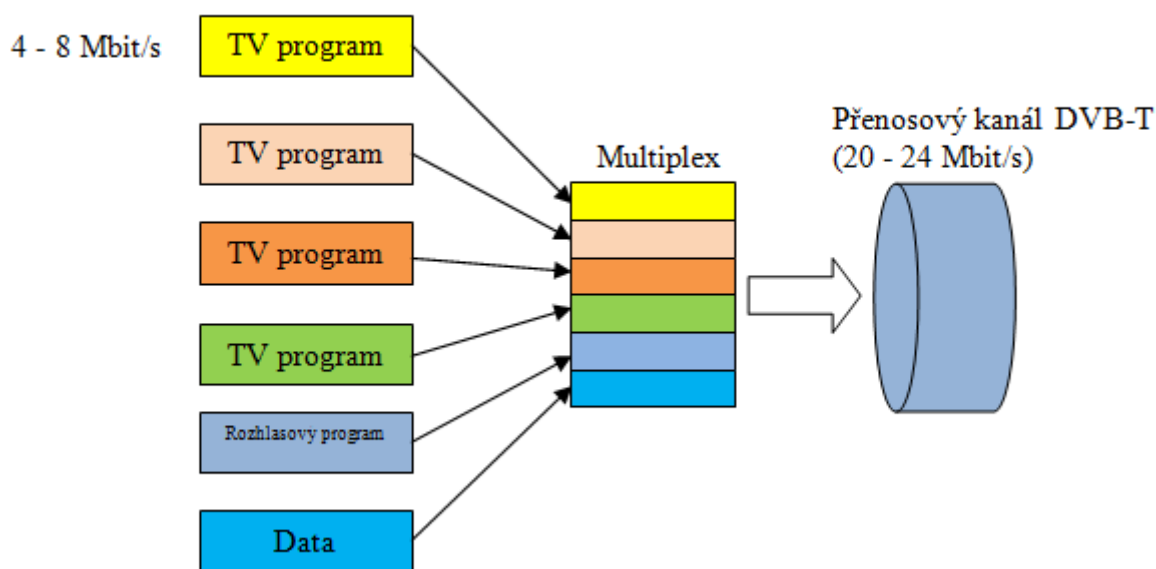 4 - 8 Mbit/s
TV program
TV program
TV program
TV program
Rozhlasový program
Data
Multiplex
Přenosový kanál DVB-T
(20 - 24 Mbit/s)